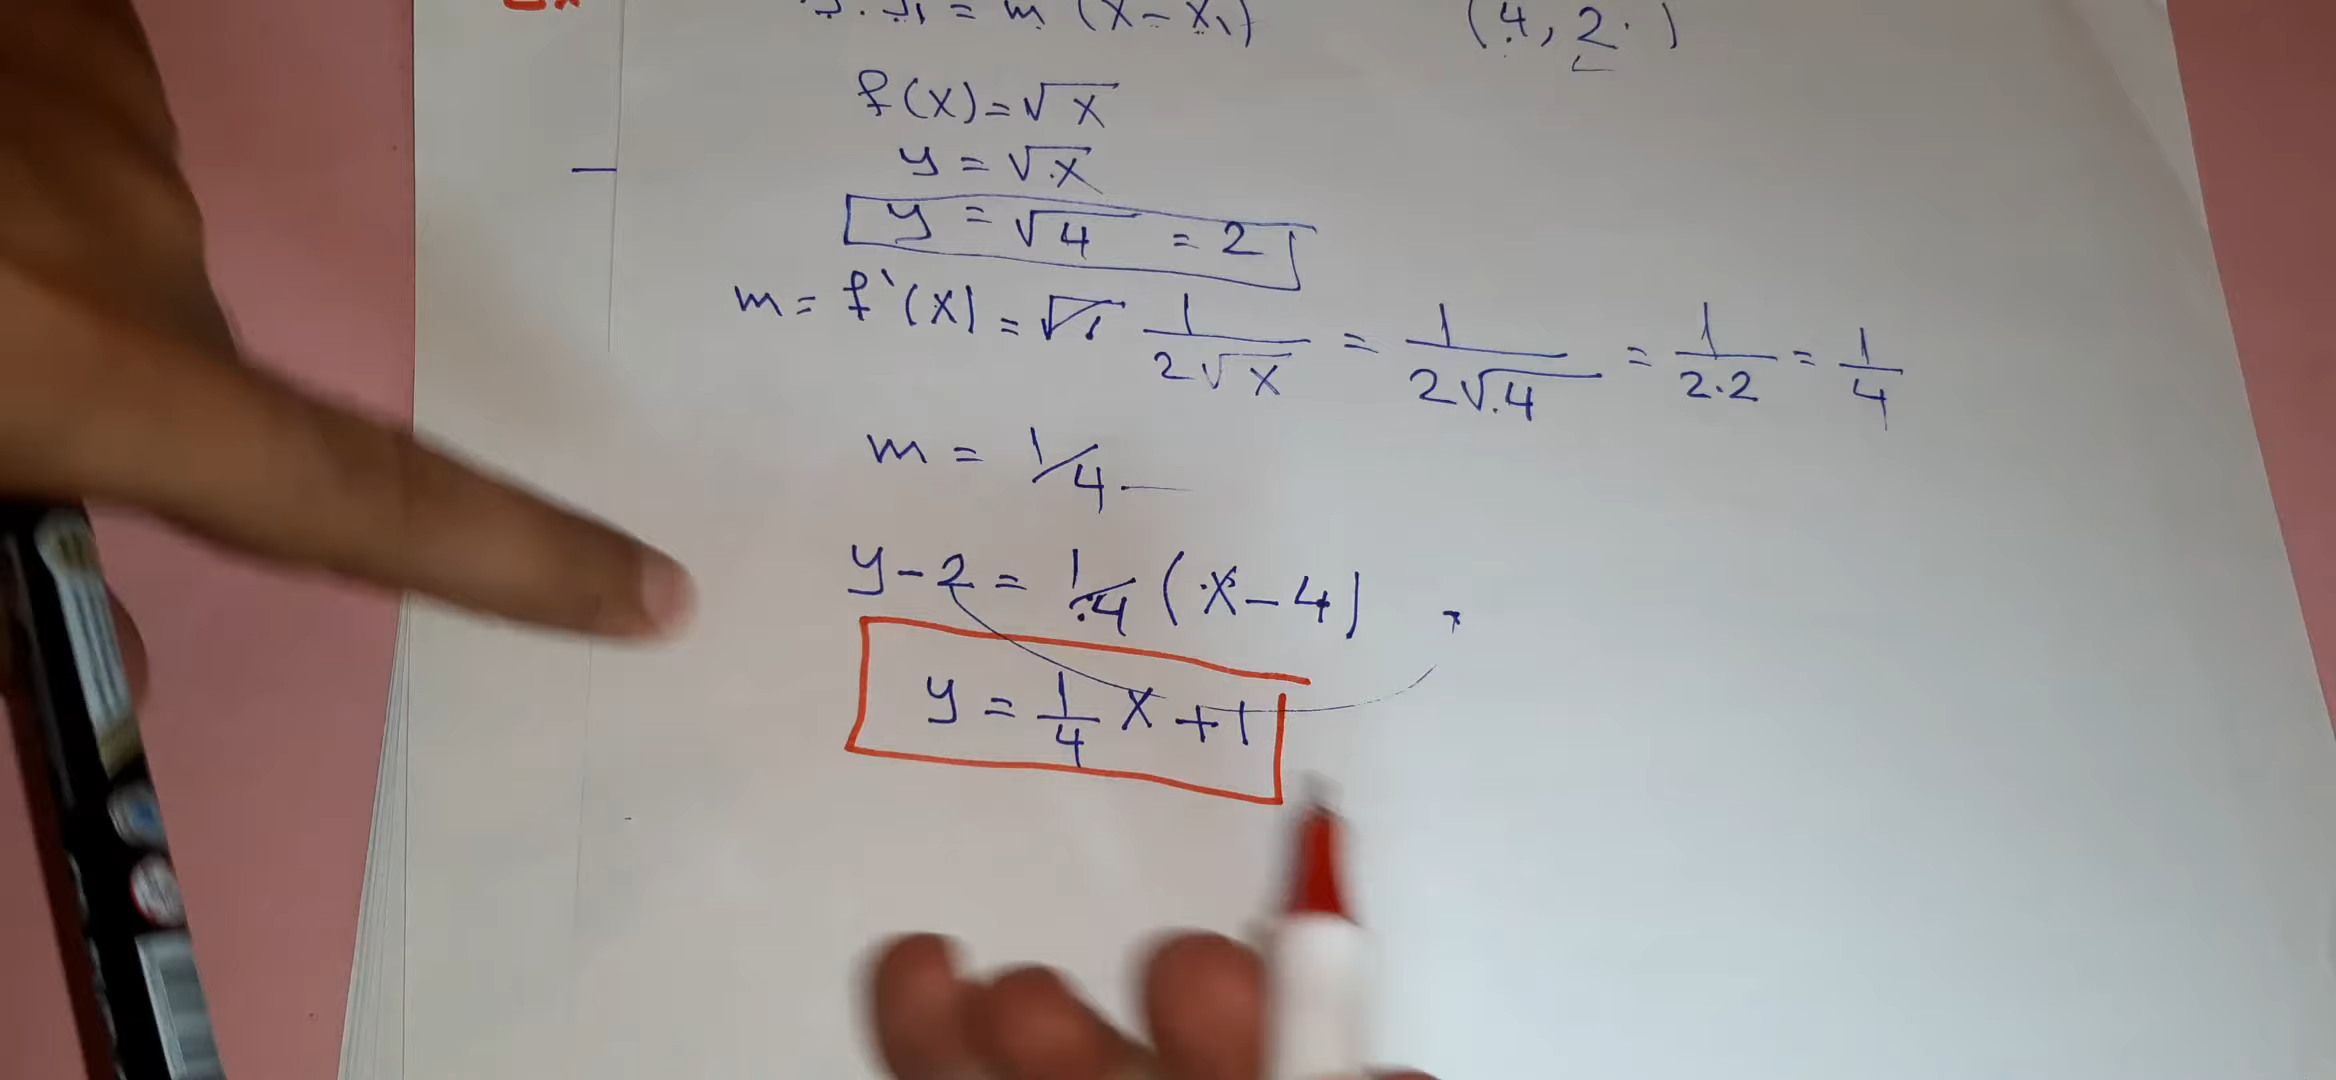 = m (x - x₁) (4, 2)
f(x) = √x
y = √x
y = √4 = 2
m = f'(x) = 1/(2√x) = 1/(2√4) = 1/(2·2) = 1/4
m = 1/4
y - 2 = 1/4 (x - 4)
y = 1/4 x + 1